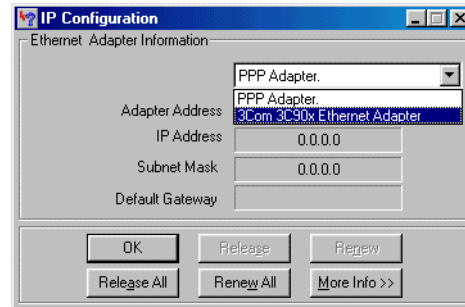 IP Configuration
Ethernet Adapter Information
PPP Adapter.
PPP Adapter.
3Com 3C90x Ethernet Adapter
Adapter Address
IP Address 0.0.0.0
Subnet Mask 0.0.0.0
Default Gateway
OK Release Renew
Release All Renew All More Info >>